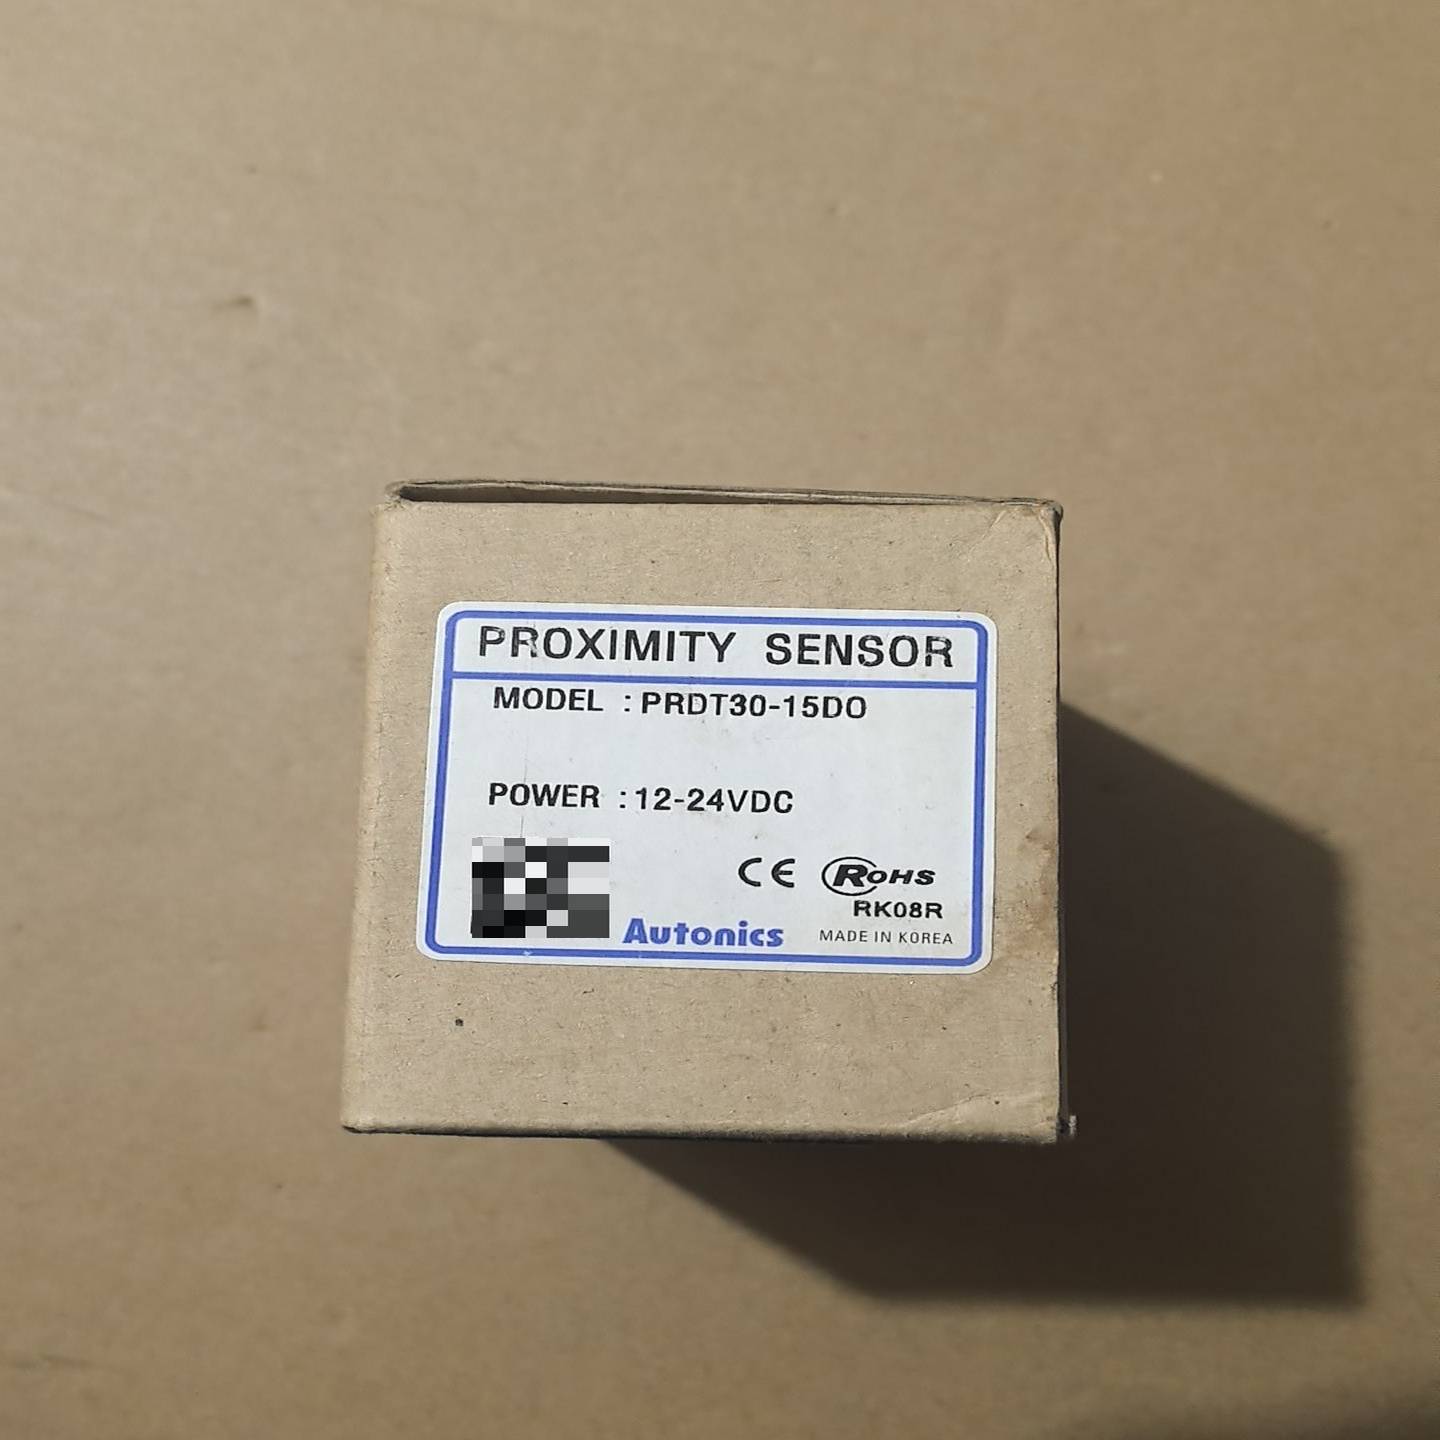 PROXIMITY SENSOR
MODEL : PRDT30-15DO
POWER : 12-24VDC
CE RoHS
RK08R
Autonics MADE IN KOREA